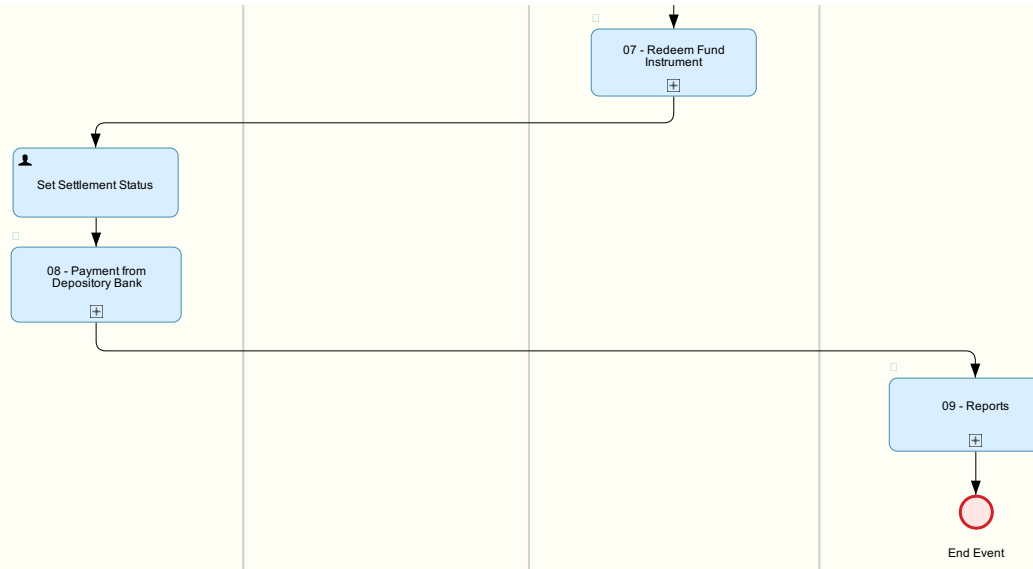 07 - Redeem Fund
Instrument
Set Settlement Status
08 - Payment from
Depository Bank
09 - Reports
End Event